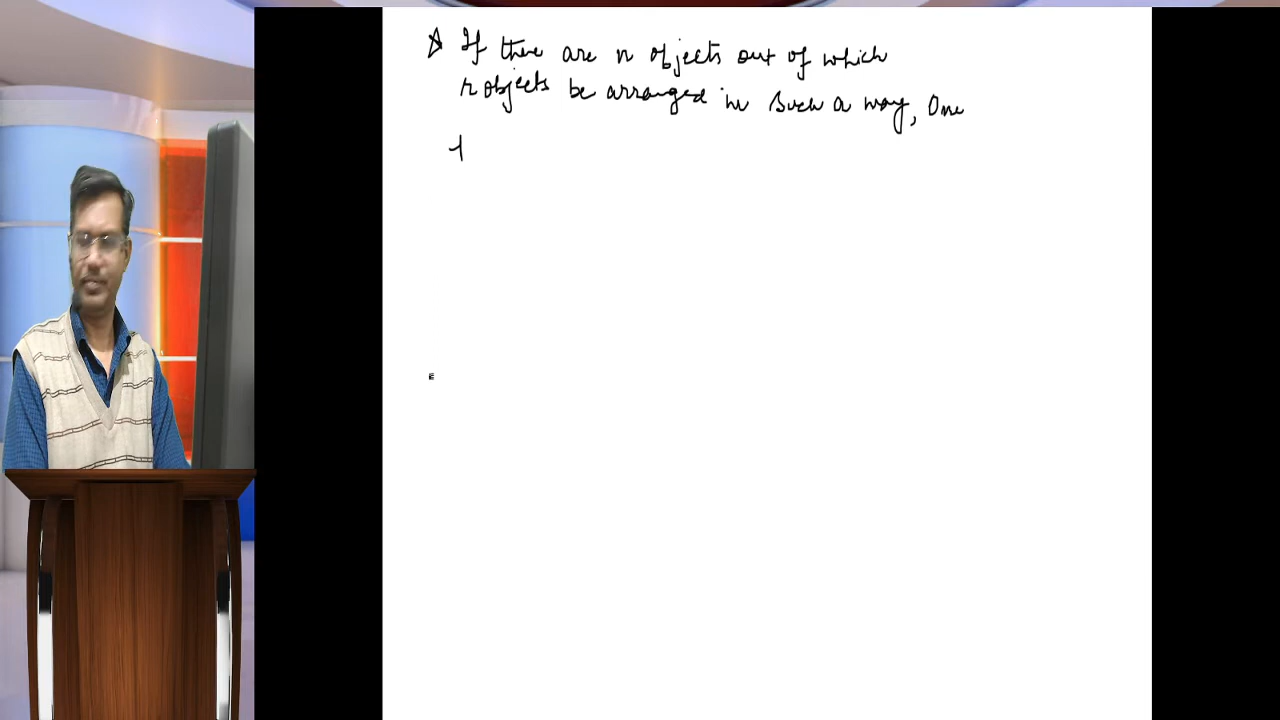 ☆ If there are n objects out of which
r objects be arranged in such a way, One